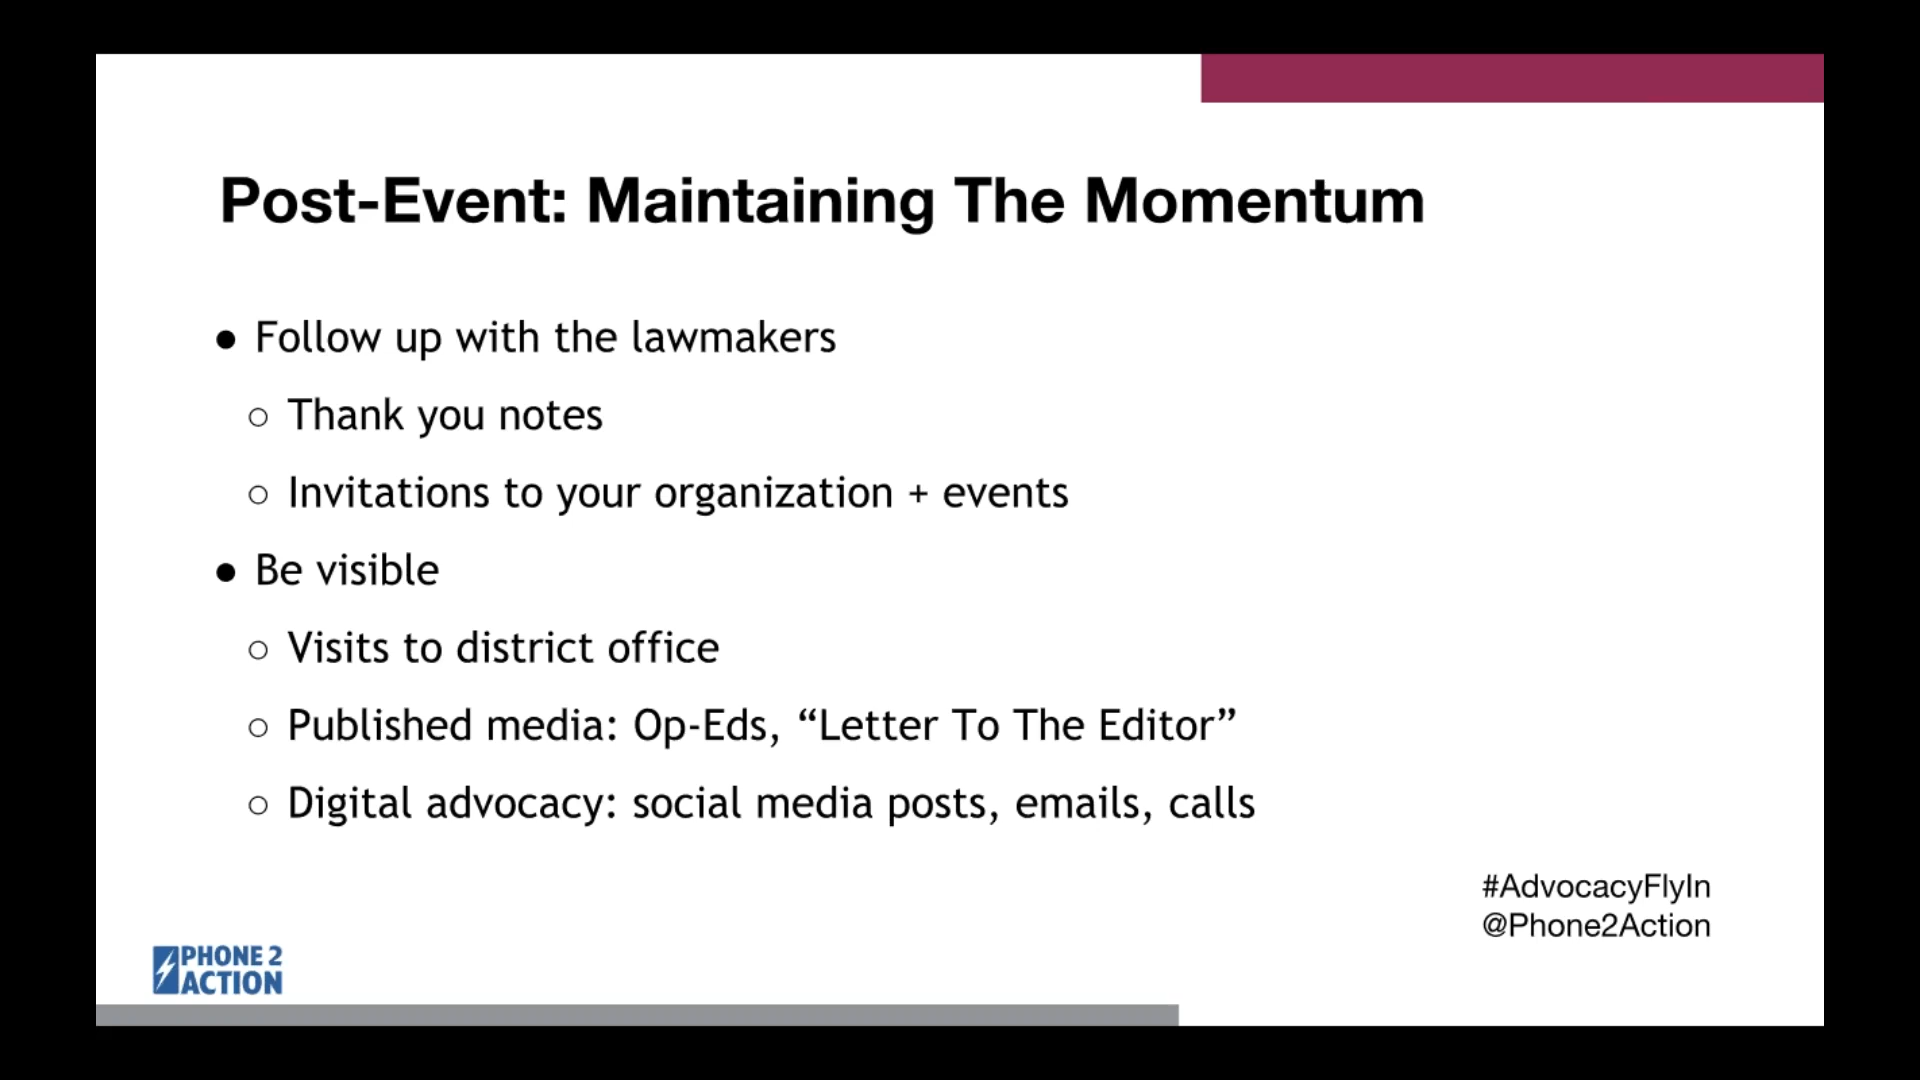 Post-Event: Maintaining The Momentum
● Follow up with the lawmakers
○ Thank you notes
○ Invitations to your organization + events
● Be visible
○ Visits to district office
○ Published media: Op-Eds, “Letter To The Editor”
○ Digital advocacy: social media posts, emails, calls
#AdvocacyFlyIn
@Phone2Action
PHONE 2
ACTION